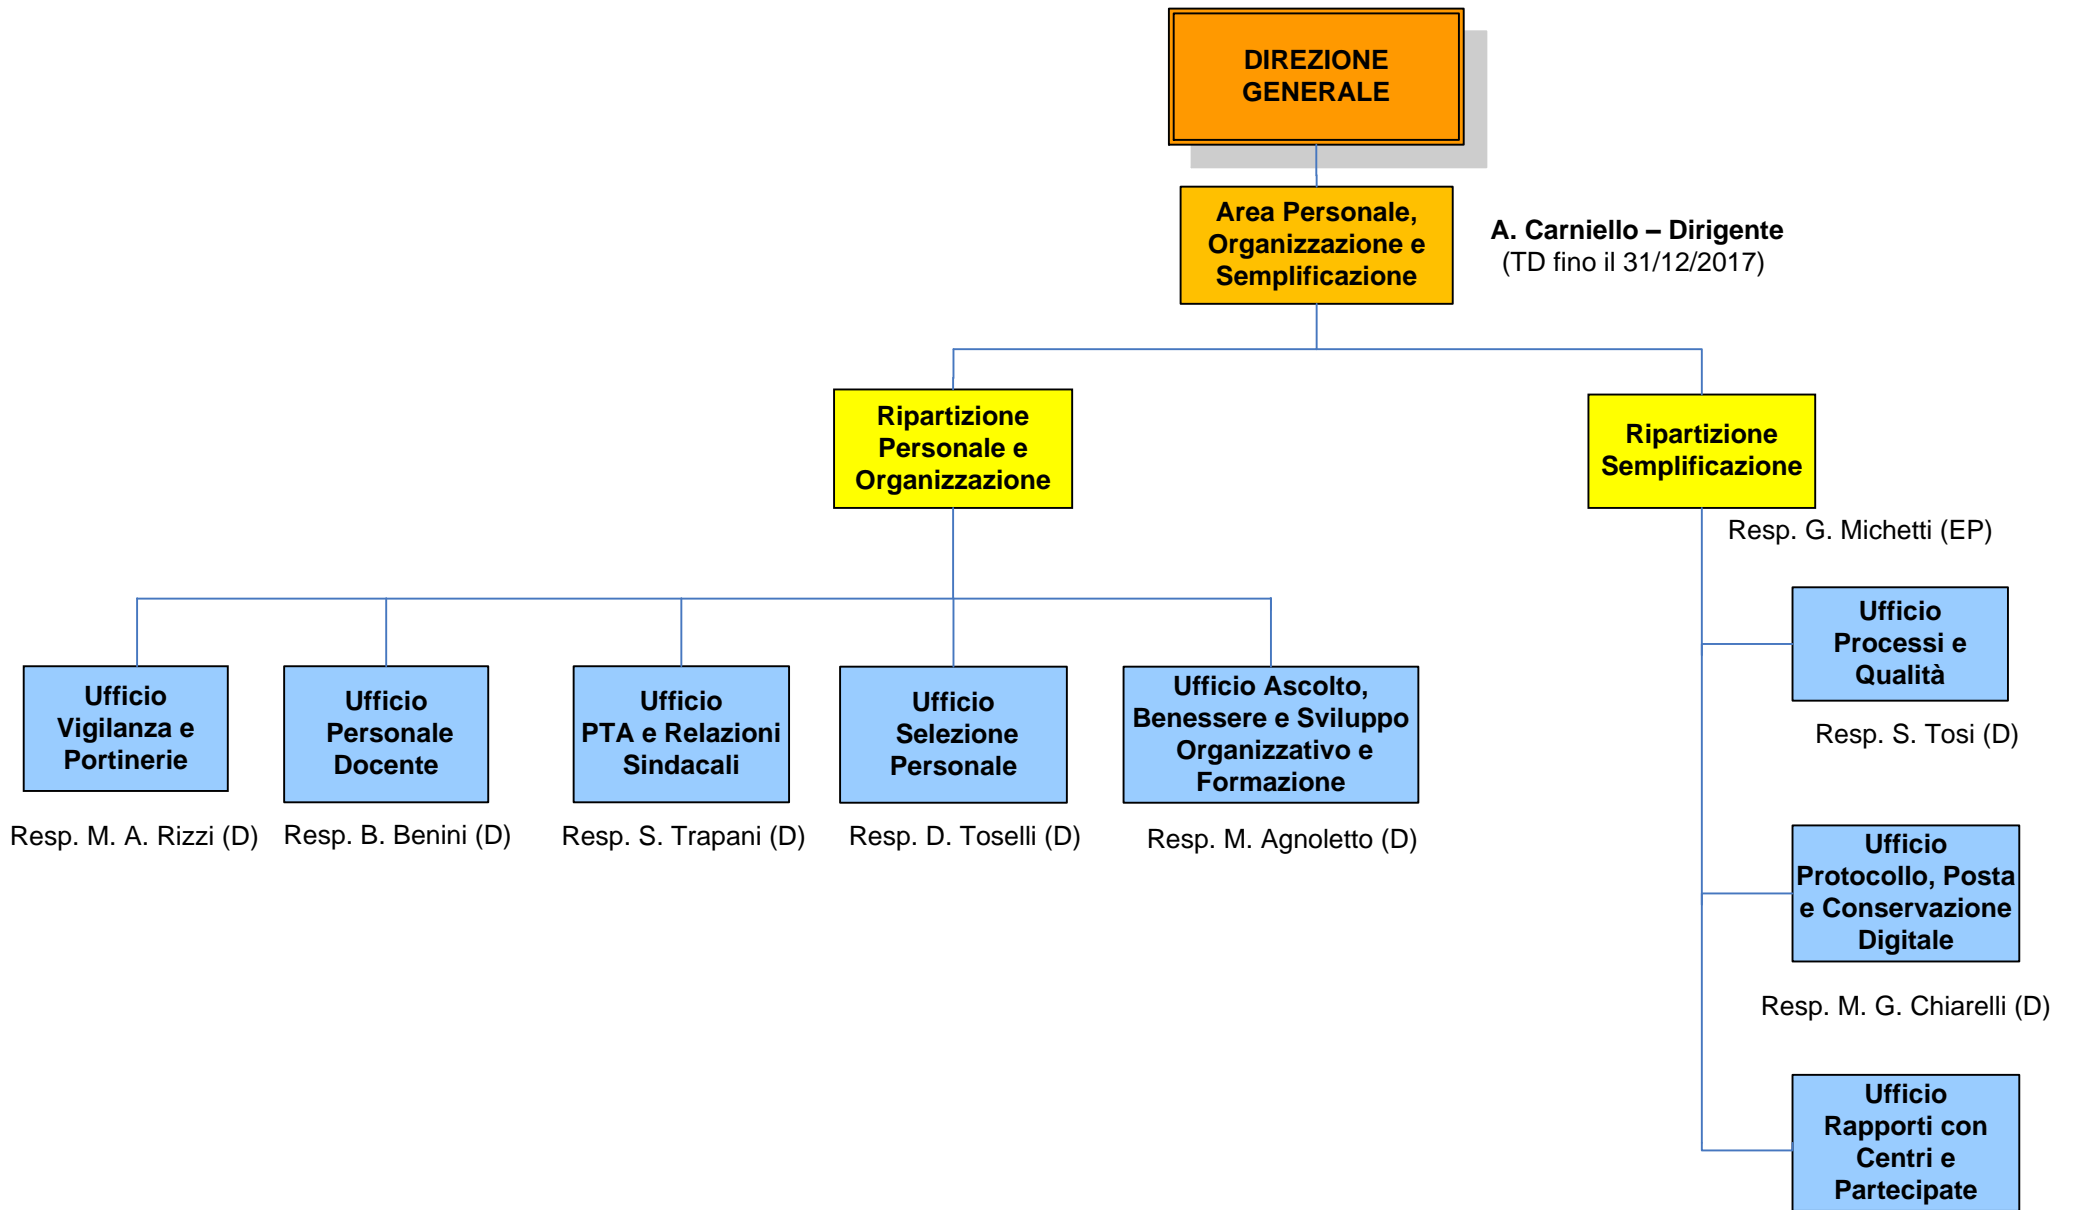 DIREZIONE
GENERALE
Area Personale,
Organizzazione e
Semplificazione
A. Carniello – Dirigente
(TD fino il 31/12/2017)
Ripartizione
Personale e
Organizzazione
Ripartizione
Semplificazione
Resp. G. Michetti (EP)
Ufficio
Vigilanza e
Portinerie
Resp. M. A. Rizzi (D)
Ufficio
Personale
Docente
Resp. B. Benini (D)
Ufficio
PTA e Relazioni
Sindacali
Resp. S. Trapani (D)
Ufficio
Selezione
Personale
Resp. D. Toselli (D)
Ufficio Ascolto,
Benessere e Sviluppo
Organizzativo e
Formazione
Resp. M. Agnoletto (D)
Ufficio
Processi e
Qualità
Resp. S. Tosi (D)
Ufficio
Protocollo, Posta
e Conservazione
Digitale
Resp. M. G. Chiarelli (D)
Ufficio
Rapporti con
Centri e
Partecipate